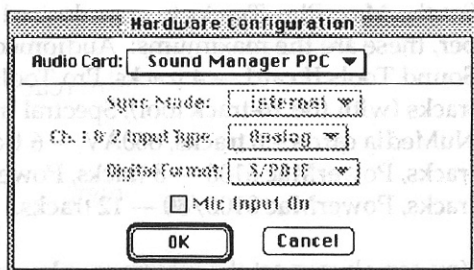 Hardware Configuration
Audio Card: Sound Manager PPC
Sync Mode: Internal
Ch. 1 & 2 Input Type: Analog
Digital Format: S/PDIF
Mic Input On
OK Cancel